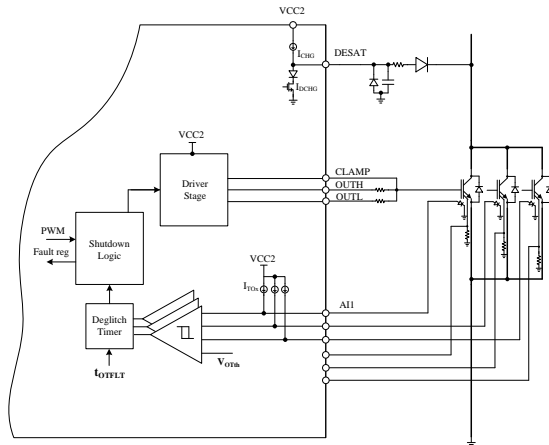 VCC2
ICHG
DESAT
IDCHG
VCC2
CLAMP
Driver
Stage
OUTH
OUTL
PWM
Fault reg
Shutdown
Logic
VCC2
ITOx
AI1
Deglitch
Timer
VOTth
tOTFLT